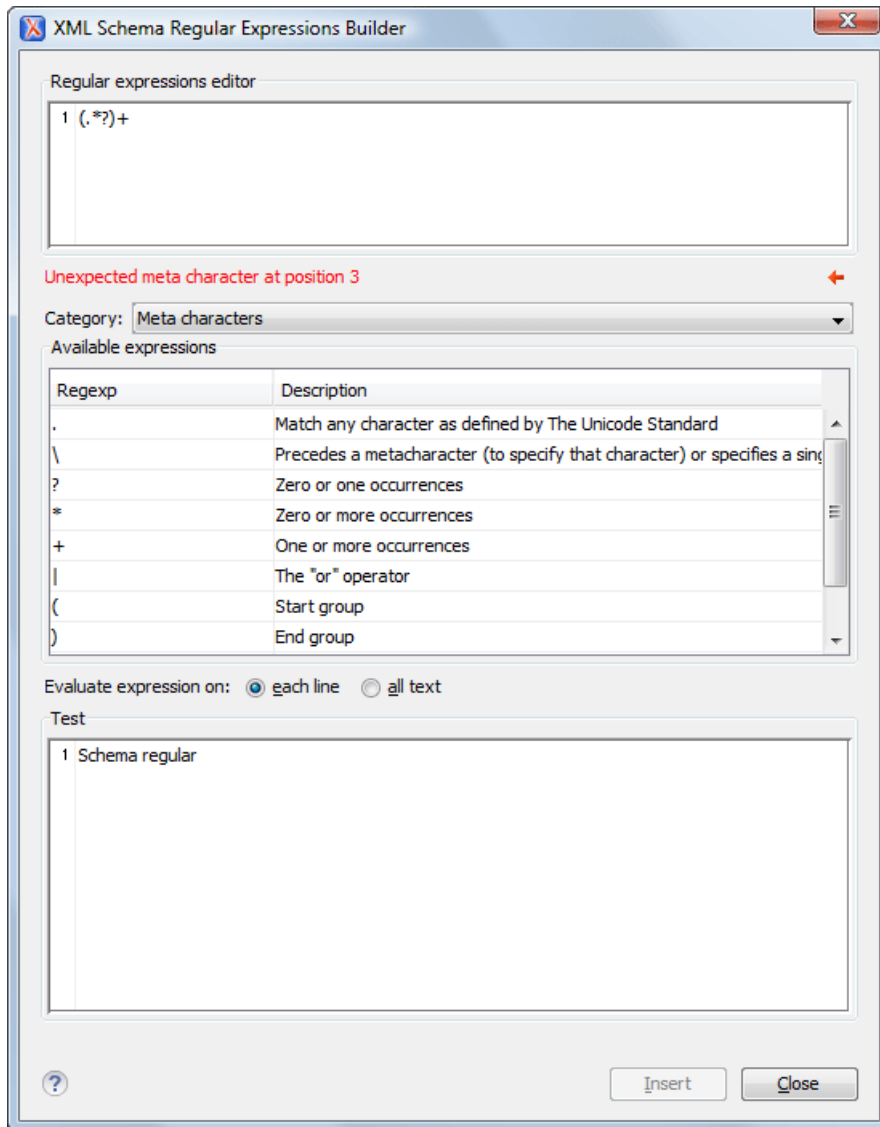 XML Schema Regular Expressions Builder
Regular expressions editor
1 (.*?)+
Unexpected meta character at position 3
Category: Meta characters
Available expressions
Regexp Description
. Match any character as defined by The Unicode Standard
\ Precedes a metacharacter (to specify that character) or specifies a sing
? Zero or one occurrences
* Zero or more occurrences
+ One or more occurrences
| The "or" operator
( Start group
) End group
Evaluate expression on: each line all text
Test
1 Schema regular
? Insert Close